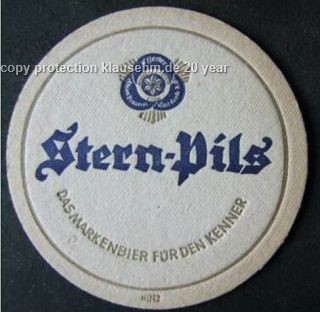 copy protection klausehm.de 20 year
Stern-Pils
DAS MARKENBIER FÜR DEN KENNER